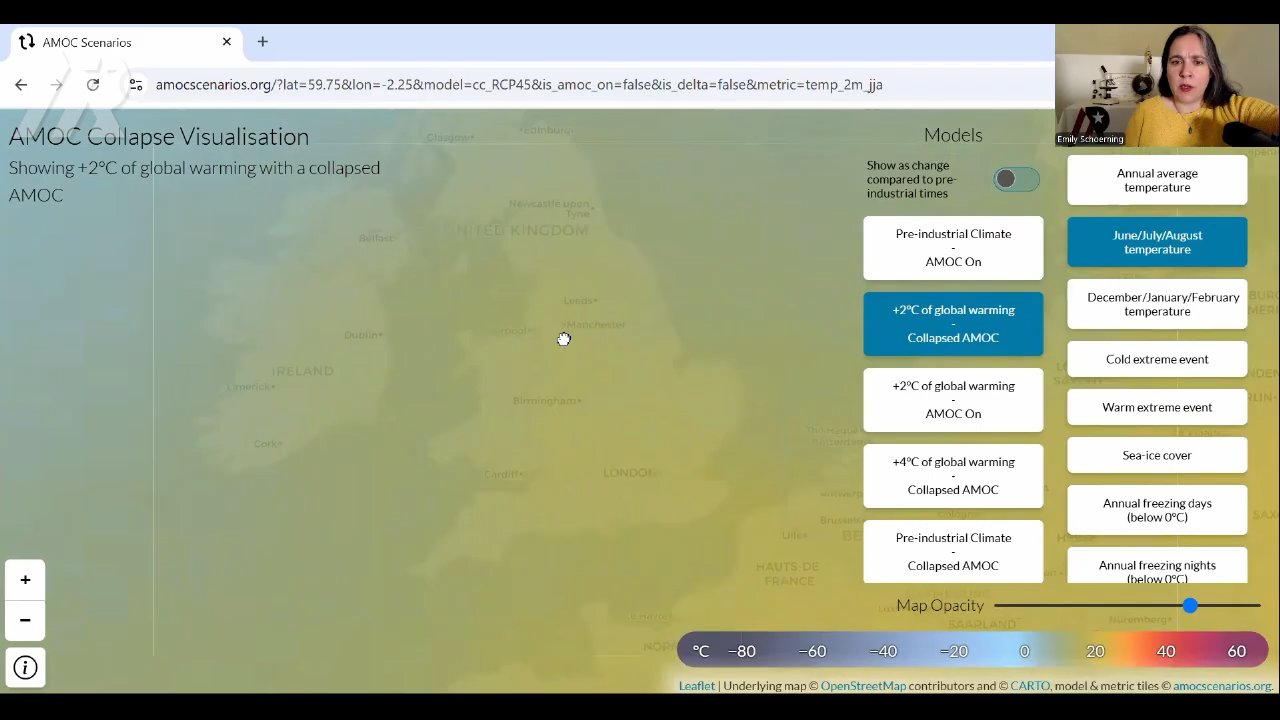 AMOC Scenarios
amocscenarios.org/?lat=59.75&lon=-2.25&model=cc_RCP45&is_amoc_on=false&is_delta=false&metric=temp_2m_jja
Emily Schoerning
AMOC Collapse Visualisation
Showing +2°C of global warming with a collapsed
AMOC
Models
Show as change
compared to pre-
industrial times
Pre-industrial Climate
-
AMOC On
+2°C of global warming
-
Collapsed AMOC
+2°C of global warming
-
AMOC On
+4°C of global warming
-
Collapsed AMOC
Pre-industrial Climate
-
Collapsed AMOC
Annual average
temperature
June/July/August
temperature
December/January/February
temperature
Cold extreme event
Warm extreme event
Sea-ice cover
Annual freezing days
(below 0°C)
Annual freezing nights
(below 0°C)
Glasgow
Edinburgh
Newcastle upon
Tyne
UNITED KINGDOM
Belfast
Leeds
Manchester
Dublin
IRELAND
Limerick
Birmingham
Cork
Cardiff
LONDON
Brussels
Lille
HAUTS-DE
FRANCE
SAARLAND
Nuremberg
+
−
i
Map Opacity
°C −80 −60 −40 −20 0 20 40 60
Leaflet | Underlying map © OpenStreetMap contributors and © CARTO, model & metric tiles © amocscenarios.org.